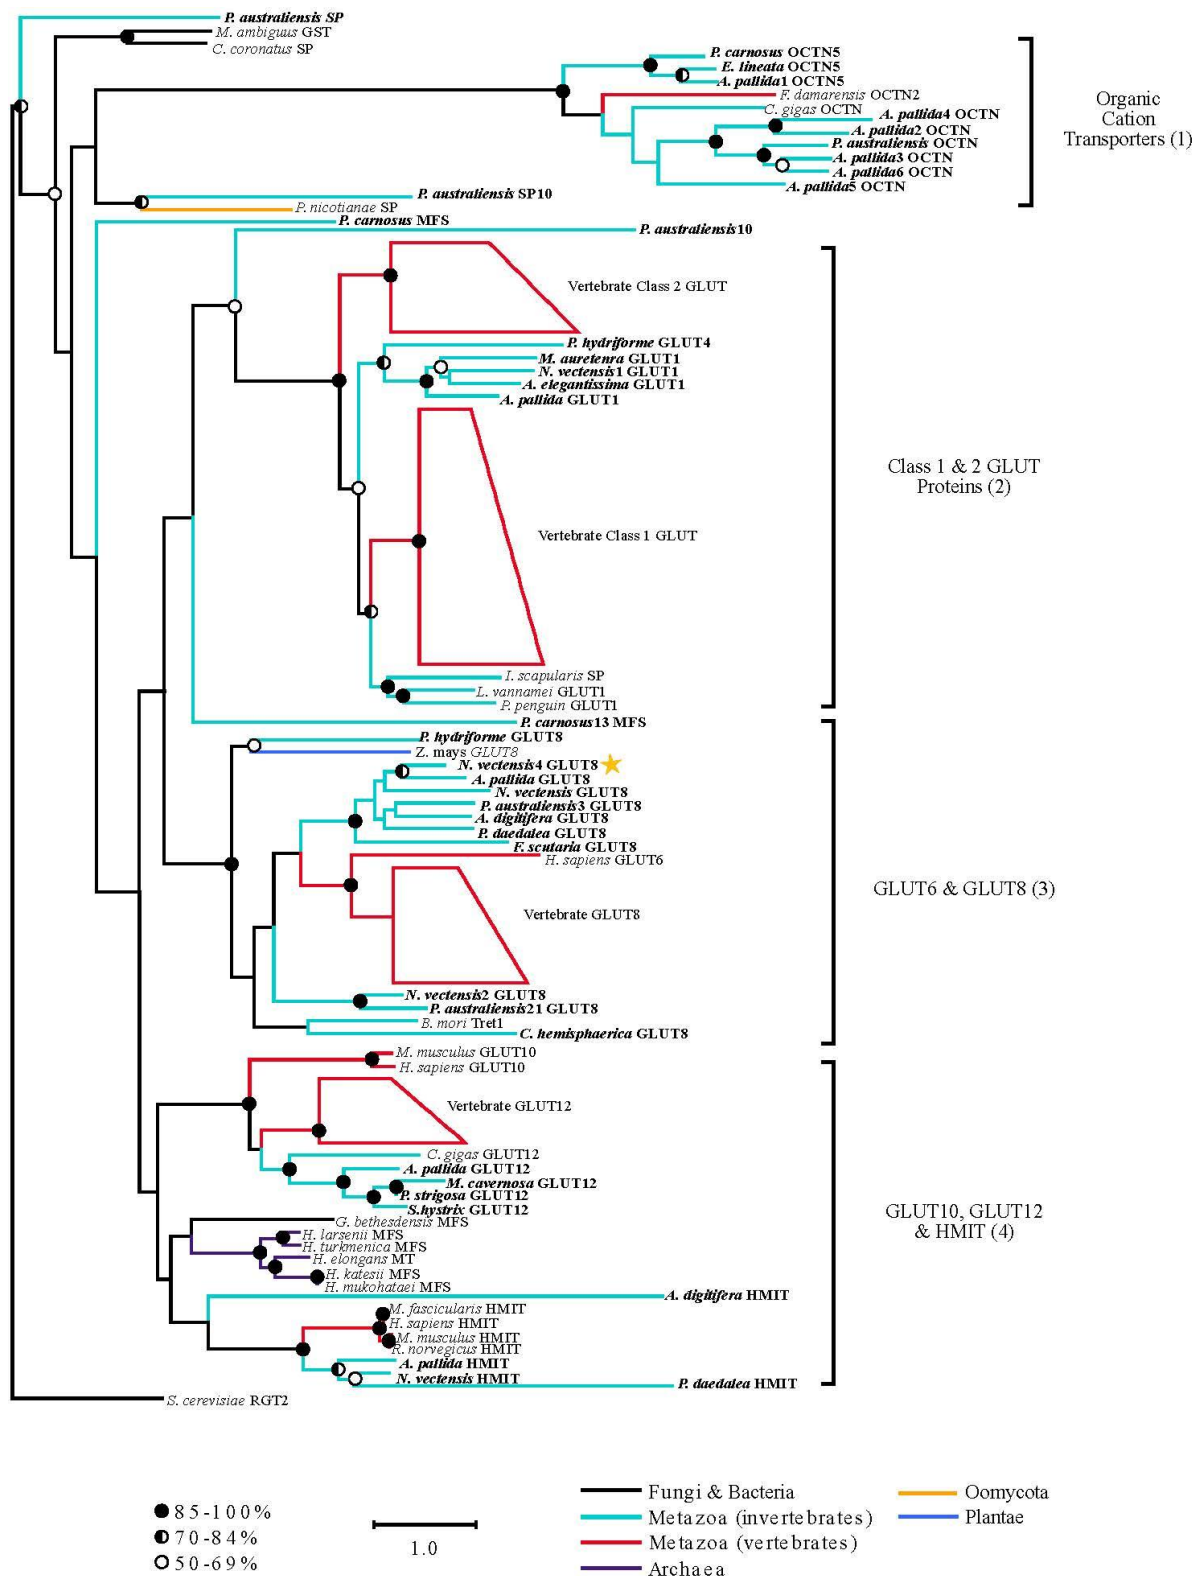 P. australiensis SP
M. ambiguus GST
C. coronatus SP
P. carnosus OCTN5
E. lineata OCTN5
A. pallida1 OCTN5
F. damarensis OCTN2
C. gigas OCTN
A. pallida4 OCTN
A. pallida2 OCTN
P. australiensis OCTN
A. pallida3 OCTN
A. pallida6 OCTN
A. pallida5 OCTN
Organic
Cation
Transporters (1)
P. australiensis SP10
P. nicotianae SP
P. carnosus MFS
P. australiensis10
Vertebrate Class 2 GLUT
P. hydriforme GLUT4
M. auretenra GLUT1
N. vectensis1 GLUT1
A. elegantissima GLUT1
A. pallida GLUT1
Vertebrate Class 1 GLUT
I. scapularis SP
L. vannamei GLUT1
P. penguin GLUT1
Class 1 & 2 GLUT
Proteins (2)
P. carnosus13 MFS
P. hydriforme GLUT8
Z. mays GLUT8
N. vectensis4 GLUT8
A. pallida GLUT8
N. vectensis GLUT8
P. australiensis3 GLUT8
A. digitifera GLUT8
P. daedalea GLUT8
F. scutaria GLUT8
H. sapiens GLUT6
Vertebrate GLUT8
N. vectensis2 GLUT8
P. australiensis21 GLUT8
B. mori Tret1
C. hemisphaerica GLUT8
GLUT6 & GLUT8 (3)
M. musculus GLUT10
H. sapiens GLUT10
Vertebrate GLUT12
C. gigas GLUT12
A. pallida GLUT12
M. cavernosa GLUT12
P. strigosa GLUT12
S.hystrix GLUT12
G. bethesdensis MFS
H. larsenii MFS
H. turkmenica MFS
H. elongans MT
H. katesii MFS
H. mukohataei MFS
A. digitifera HMIT
M. fascicularis HMIT
H. sapiens HMIT
M. musculus HMIT
R. norvegicus HMIT
A. pallida HMIT
N. vectensis HMIT
P. daedalea HMIT
GLUT10, GLUT12
& HMIT (4)
S. cerevisiae RGT2
85-100%
70-84%
50-69%
1.0
Fungi & Bacteria
Metazoa (invertebrates)
Metazoa (vertebrates)
Archaea
Oomycota
Plantae